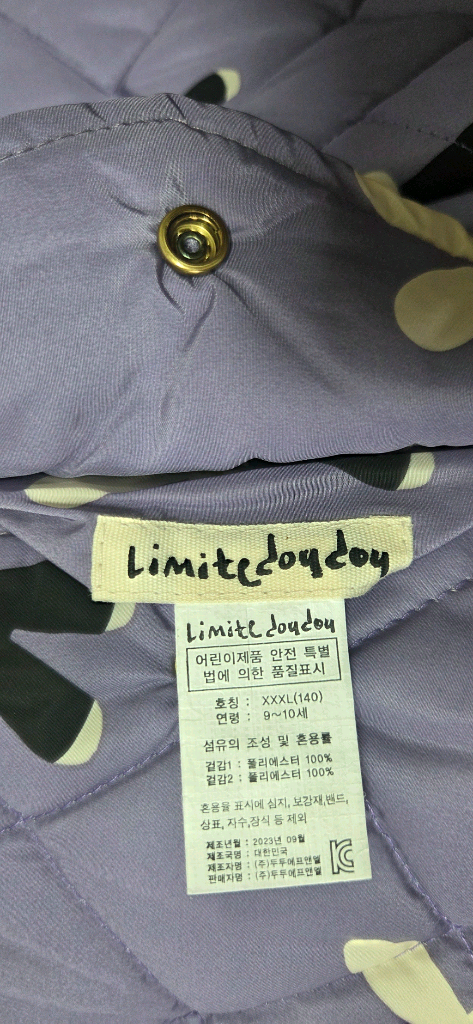 Limitedoudou
Limitedoudou
어린이제품 안전 특별
법에 의한 품질표시
호칭 : XXXL(140)
연령 : 9~10세
섬유의 조성 및 혼용률
겉감1 : 폴리에스터 100%
겉감2 : 폴리에스터 100%
혼용율 표시에 심지, 보강재,밴드,
상표, 자수,장식 등 제외
제조년월 : 2023년 09월
제조국명 : 대한민국
제조자명 : (주)두두에프앤엘
판매자명 : (주)두두에프앤엘
KC